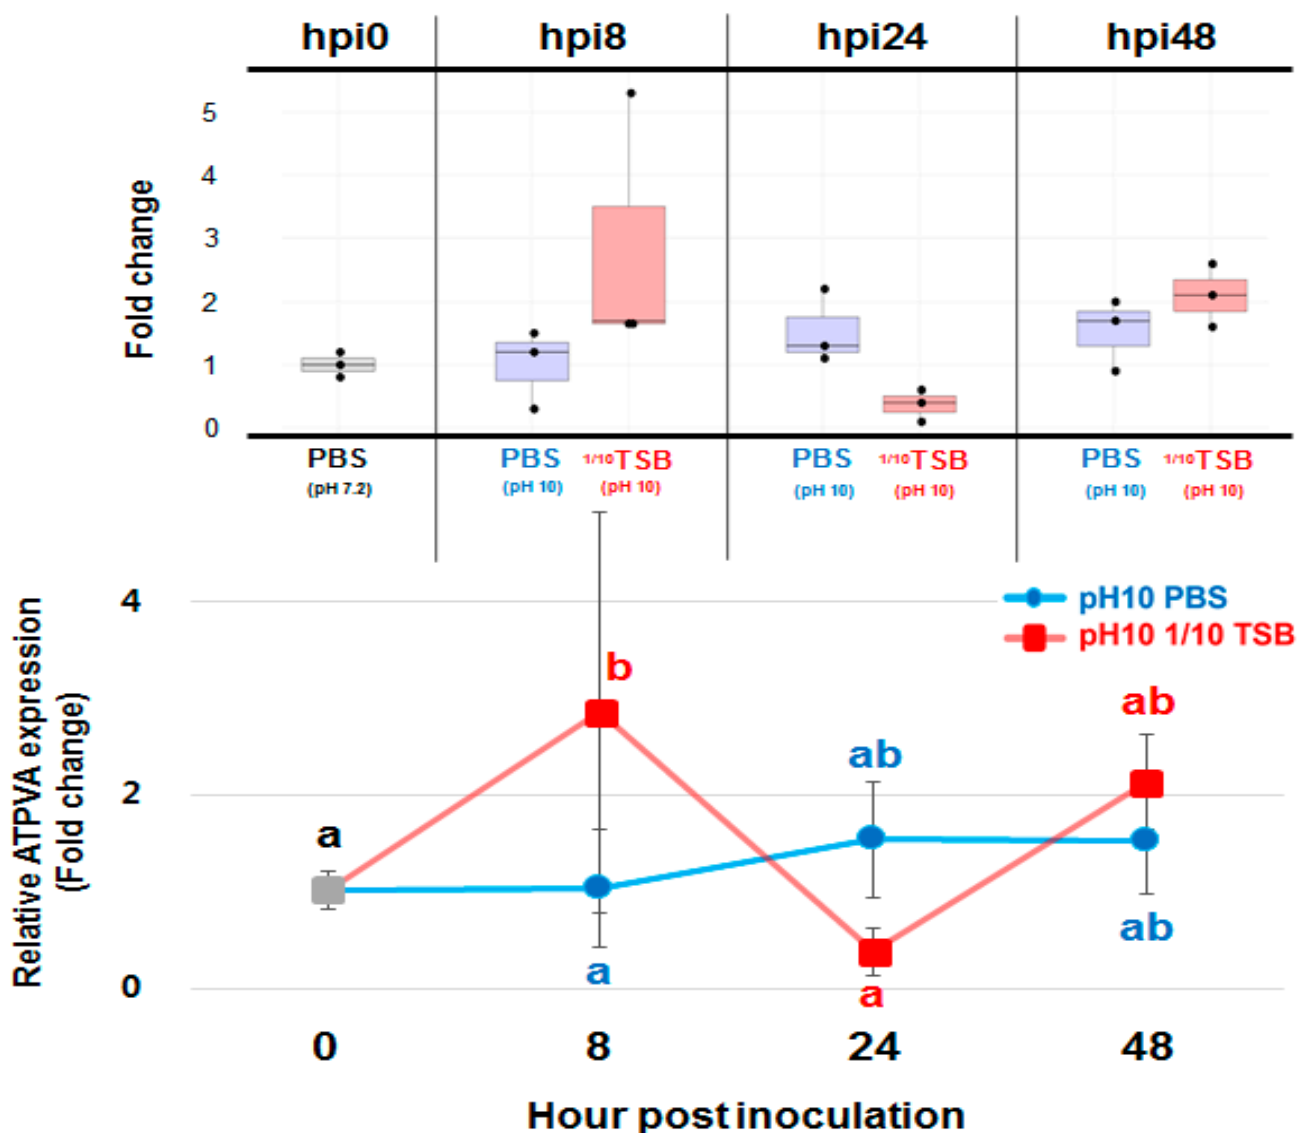 hpi0 hpi8 hpi24 hpi48
Fold change
5
4
3
2
1
0
PBS PBS 1/10TSB PBS 1/10TSB PBS 1/10TSB
(pH 7.2) (pH 10) (pH 10) (pH 10) (pH 10) (pH 10) (pH 10)
Relative ATPVA expression
(Fold change)
4
2
0
pH10 PBS
pH10 1/10 TSB
b
ab
ab
a
ab
a
a
0 8 24 48
Hour post inoculation